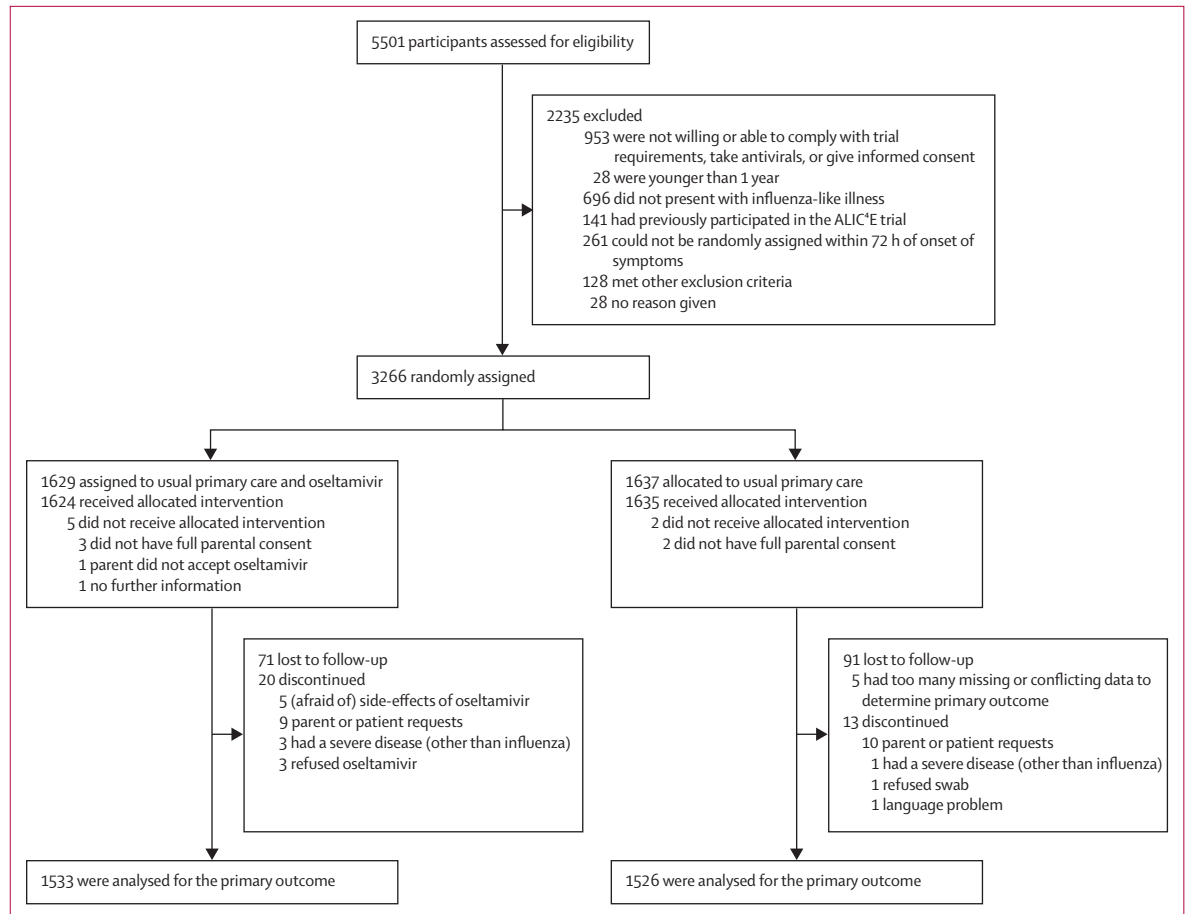 5501 participants assessed for eligibility
2235 excluded
953 were not willing or able to comply with trial
requirements, take antivirals, or give informed consent
28 were younger than 1 year
696 did not present with influenza-like illness
141 had previously participated in the ALIC⁴E trial
261 could not be randomly assigned within 72 h of onset of
symptoms
128 met other exclusion criteria
28 no reason given
3266 randomly assigned
1629 assigned to usual primary care and oseltamivir
1624 received allocated intervention
5 did not receive allocated intervention
3 did not have full parental consent
1 parent did not accept oseltamivir
1 no further information
1637 allocated to usual primary care
1635 received allocated intervention
2 did not receive allocated intervention
2 did not have full parental consent
71 lost to follow-up
20 discontinued
5 (afraid of) side-effects of oseltamivir
9 parent or patient requests
3 had a severe disease (other than influenza)
3 refused oseltamivir
91 lost to follow-up
5 had too many missing or conflicting data to
determine primary outcome
13 discontinued
10 parent or patient requests
1 had a severe disease (other than influenza)
1 refused swab
1 language problem
1533 were analysed for the primary outcome
1526 were analysed for the primary outcome